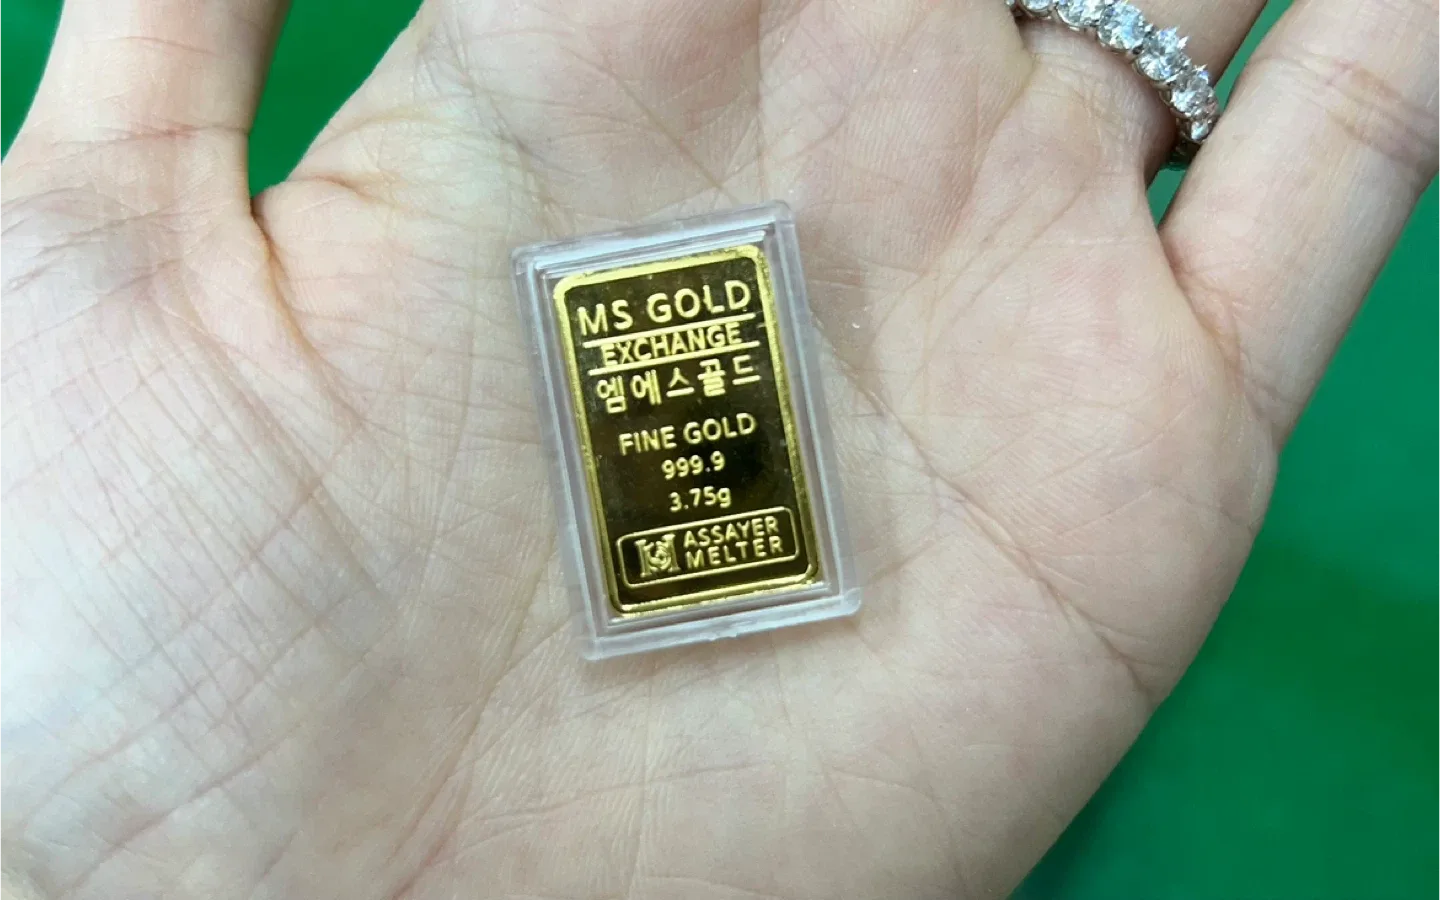 MS GOLD
EXCHANGE
엠에스골드
FINE GOLD
999.9
3.75g
ASSAYER
MELTER